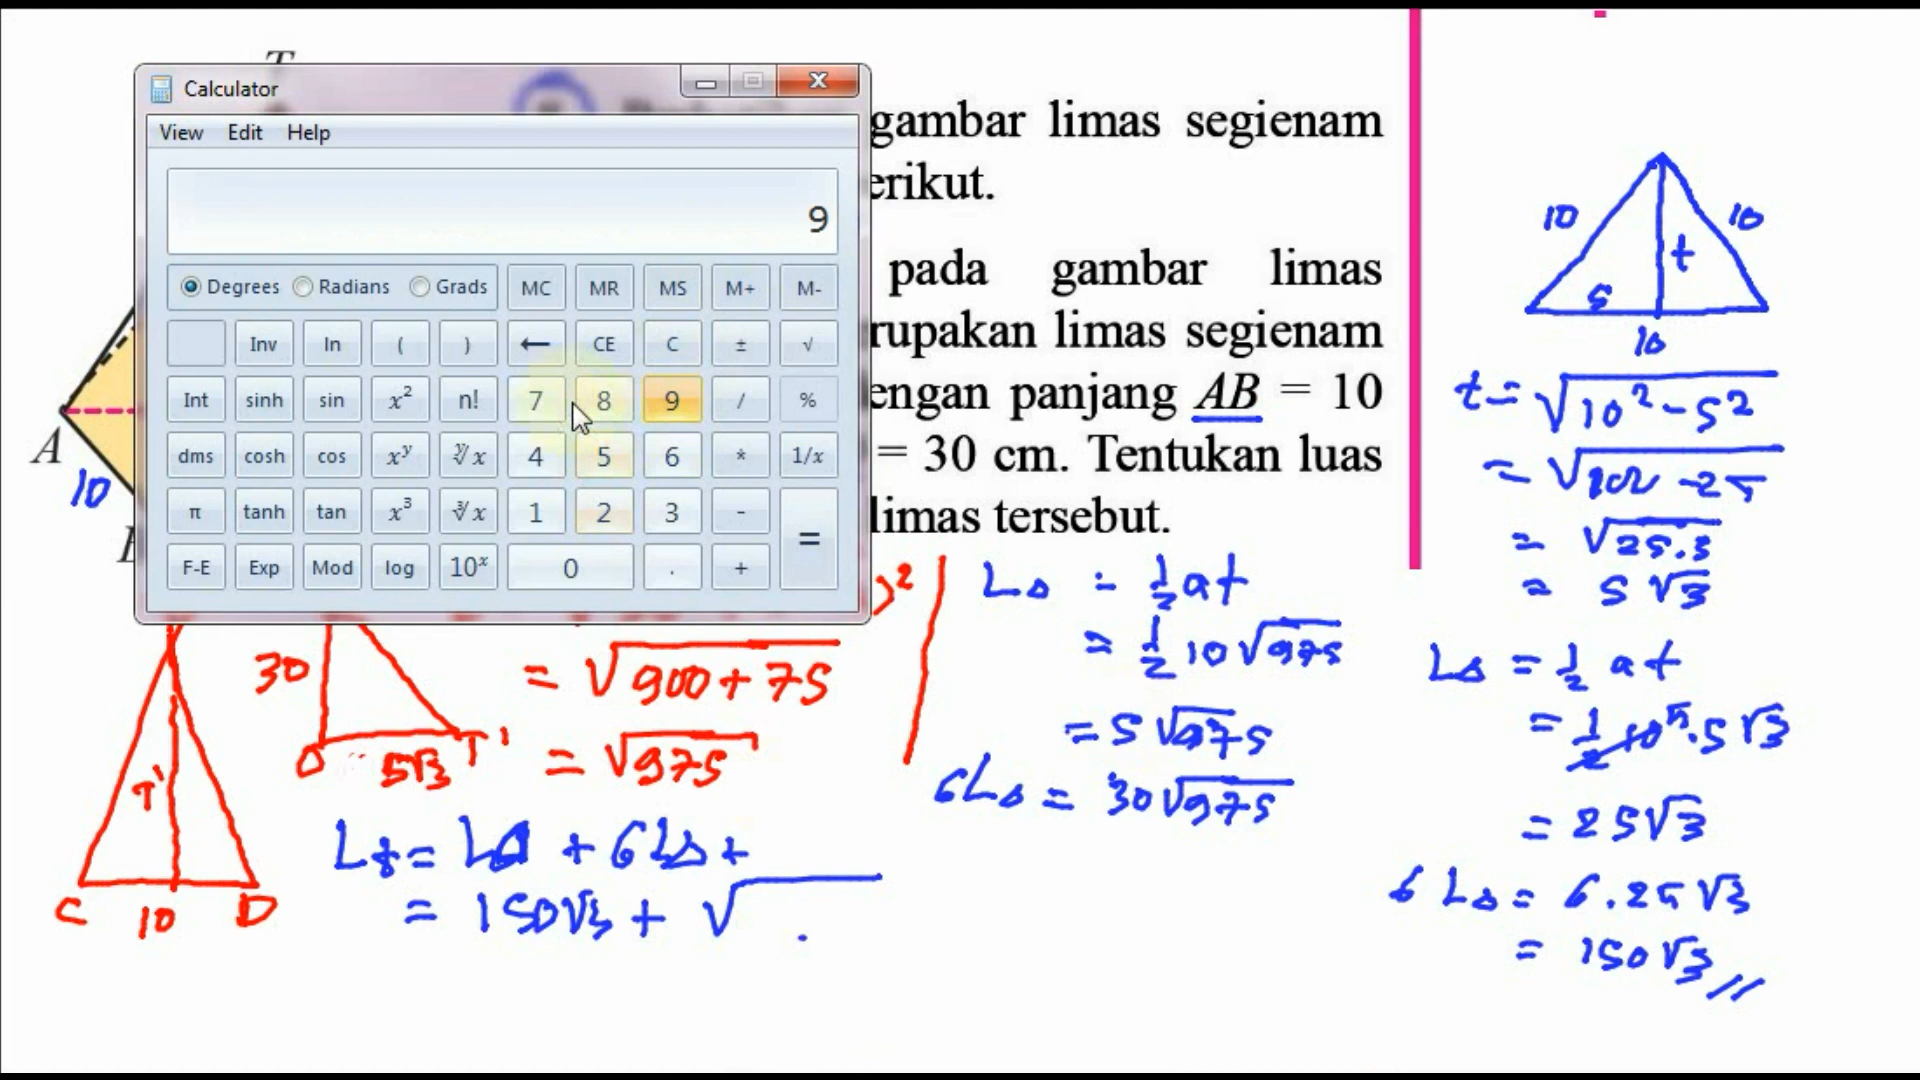 T
Calculator
View Edit Help
9
Degrees Radians Grads MC MR MS M+ M-
Inv ln ( ) ← CE C ± √
Int sinh sin x² n! 7 8 9 / %
dms cosh cos xʸ ʸ√x 4 5 6 * 1/x
π tanh tan x³ ³√x 1 2 3 - =
F-E Exp Mod log 10ˣ 0 . +
gambar limas segienam
erikut.
pada gambar limas
rupakan limas segienam
engan panjang AB = 10
= 30 cm. Tentukan luas
limas tersebut.
A
10
10 10
t
5
10
t = √10² - 5²
= √100 - 25
= √25.3
= 5√3
L△ = ½ at
= ½ 10⁵.5√3
= 25√3
6 L△ = 6.25√3
= 150√3 //
L△ = ½ at
= ½ 10√975
= 5√975
6L△ = 30√975
2
30
= √900 + 75
O 5√3 T'
= √975
T'
C 10 D
+ 6L△ +
= 150√3 + √